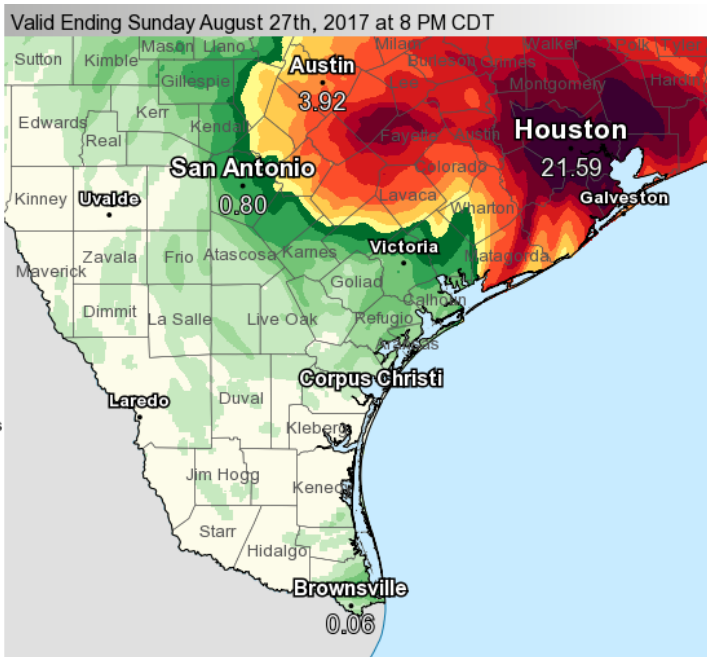 Valid Ending Sunday August 27th, 2017 at 8 PM CDT
Mason Llano Milam Walker Polk Tyler
Sutton Kimble Burleson Grimes
Austin
Gillespie Lee Montgomery Hardin
3.92
Edwards Kerr Kendall Fayette Austin Houston
Real
San Antonio Colorado 21.59
Kinney Uvalde 0.80 Lavaca Wharton Galveston
Zavala Frio Atascosa Karnes Victoria Matagorda
Maverick
Goliad
Dimmit La Salle Live Oak Refugio Calhoun
Aransas
Corpus Christi
Laredo Duval
Kleberg
Jim Hogg Kenedy
Starr
Hidalgo
Brownsville
0.06